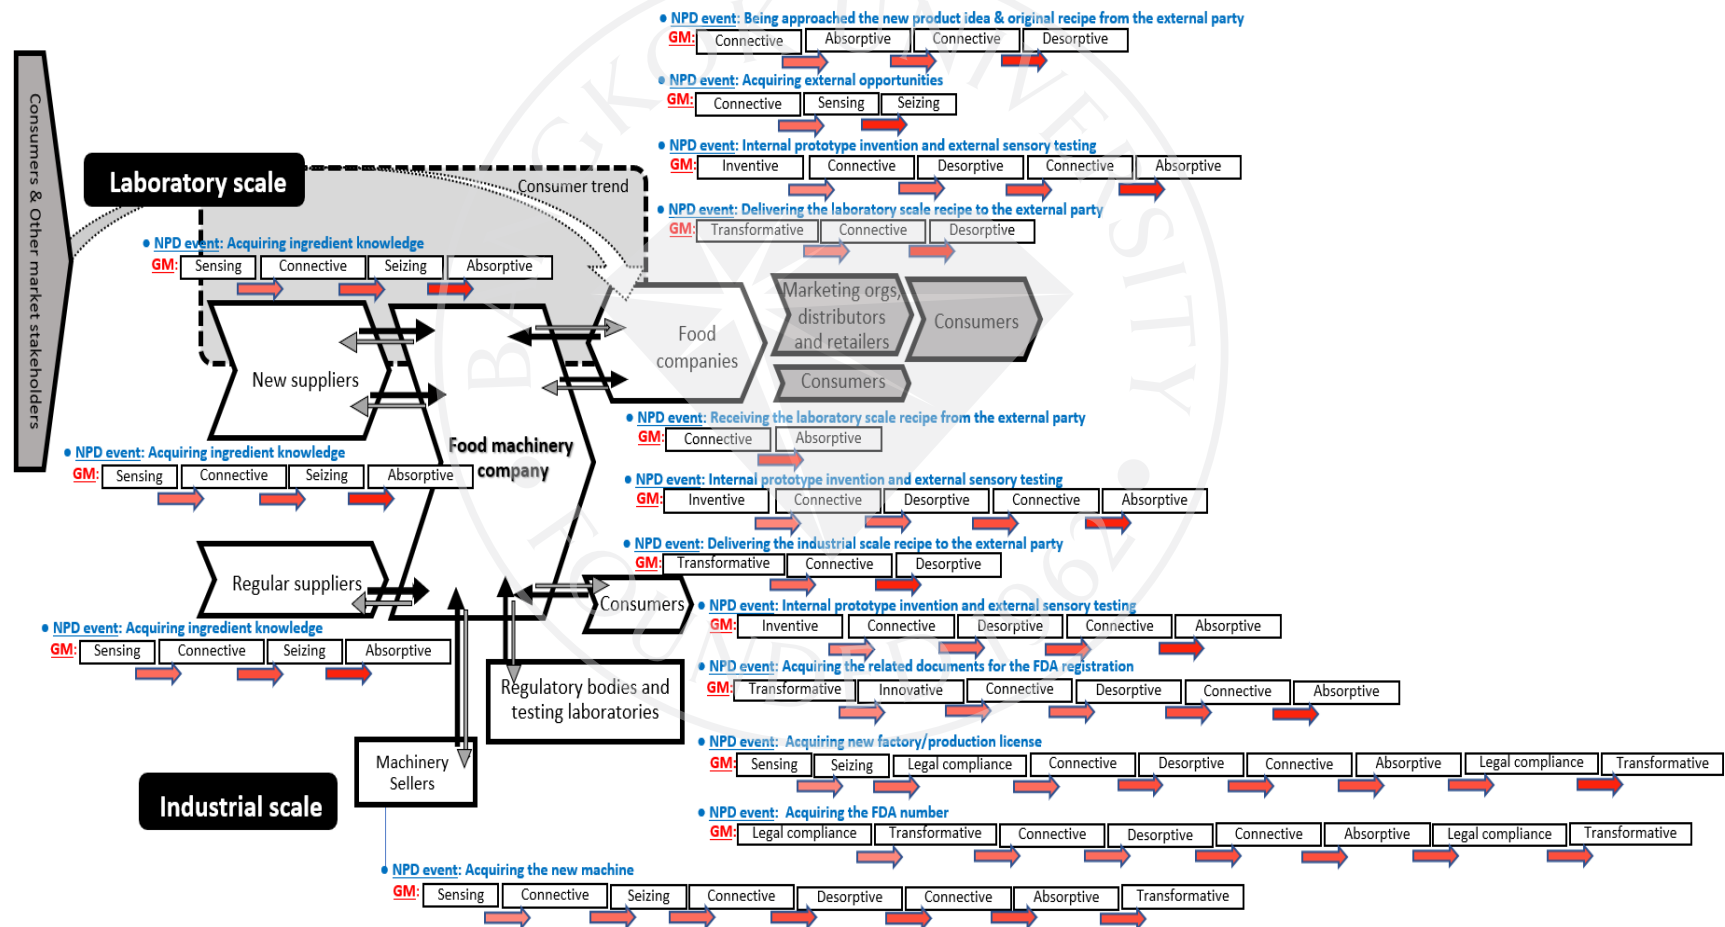 • NPD event: Being approached the new product idea & original recipe from the external party
GM: Connective Absorptive Connective Desorptive
• NPD event: Acquiring external opportunities
GM: Connective Sensing Seizing
• NPD event: Internal prototype invention and external sensory testing
GM: Inventive Connective Desorptive Connective Absorptive
Laboratory scale
Consumer trend
• NPD event: Delivering the laboratory scale recipe to the external party
GM: Transformative Connective Desorptive
Consumers & Other market stakeholders
• NPD event: Acquiring ingredient knowledge
GM: Sensing Connective Seizing Absorptive
New suppliers
Food machinery
company
Food
companies
Marketing orgs,
distributors
and retailers
Consumers
Consumers
• NPD event: Receiving the laboratory scale recipe from the external party
GM: Connective Absorptive
• NPD event: Acquiring ingredient knowledge
GM: Sensing Connective Seizing Absorptive
• NPD event: Internal prototype invention and external sensory testing
GM: Inventive Connective Desorptive Connective Absorptive
• NPD event: Delivering the industrial scale recipe to the external party
GM: Transformative Connective Desorptive
Regular suppliers
Consumers
• NPD event: Internal prototype invention and external sensory testing
GM: Inventive Connective Desorptive Connective Absorptive
• NPD event: Acquiring ingredient knowledge
GM: Sensing Connective Seizing Absorptive
• NPD event: Acquiring the related documents for the FDA registration
GM: Transformative Innovative Connective Desorptive Connective Absorptive
Regulatory bodies and
testing laboratories
• NPD event: Acquiring new factory/production license
GM: Sensing Seizing Legal compliance Connective Desorptive Connective Absorptive Legal compliance Transformative
Machinery
Sellers
Industrial scale
• NPD event: Acquiring the FDA number
GM: Legal compliance Transformative Connective Desorptive Connective Absorptive Legal compliance Transformative
• NPD event: Acquiring the new machine
GM: Sensing Connective Seizing Connective Desorptive Connective Absorptive Transformative
BANGKOK UNIVERSITY
FOUNDED 1962